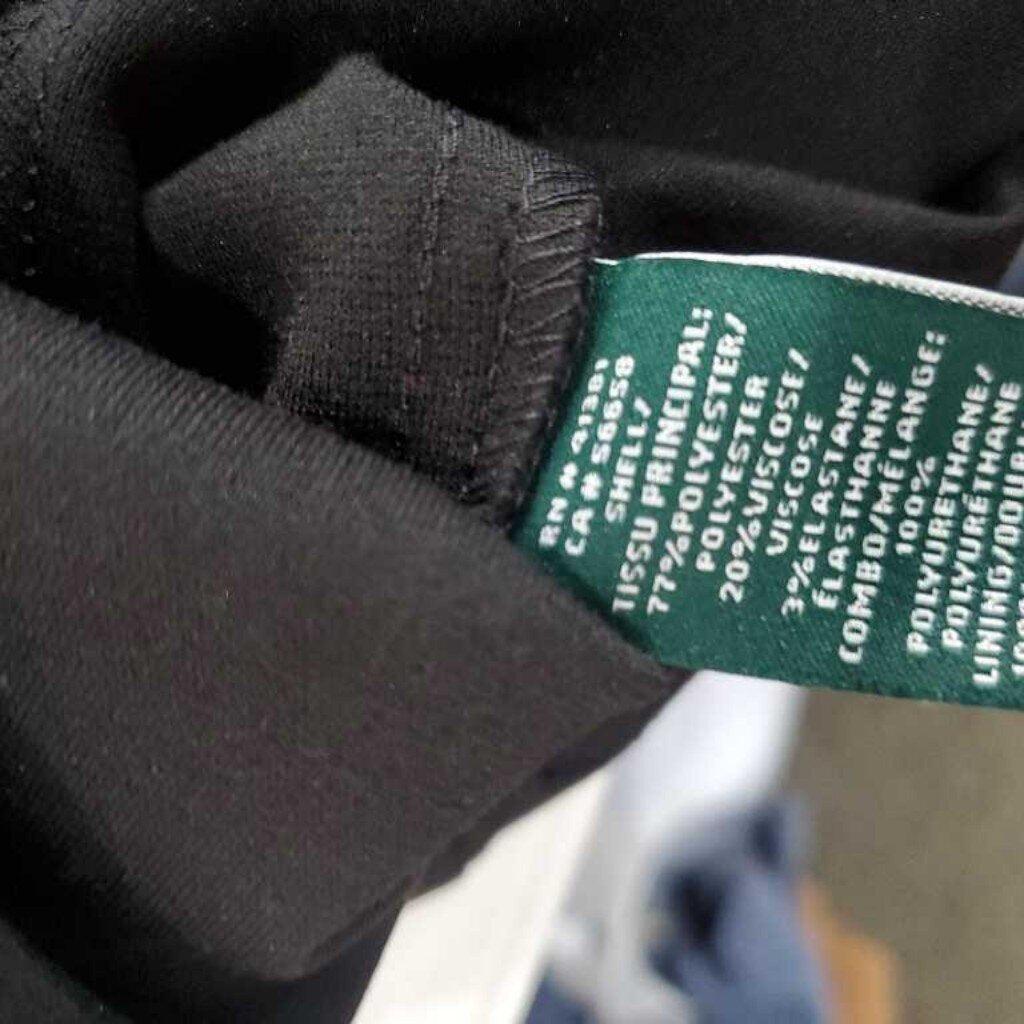 RN# 41381
CA# 56658
SHELL/
TISSU PRINCIPAL:
77%POLYESTER/
POLYESTER
20%VISCOSE/
VISCOSE
3%ELASTANE/
ÉLASTHANNE
COMBO/MÉLANGE:
100%
POLYURETHANE/
POLYURÉTHANE
LINING/DOUBL